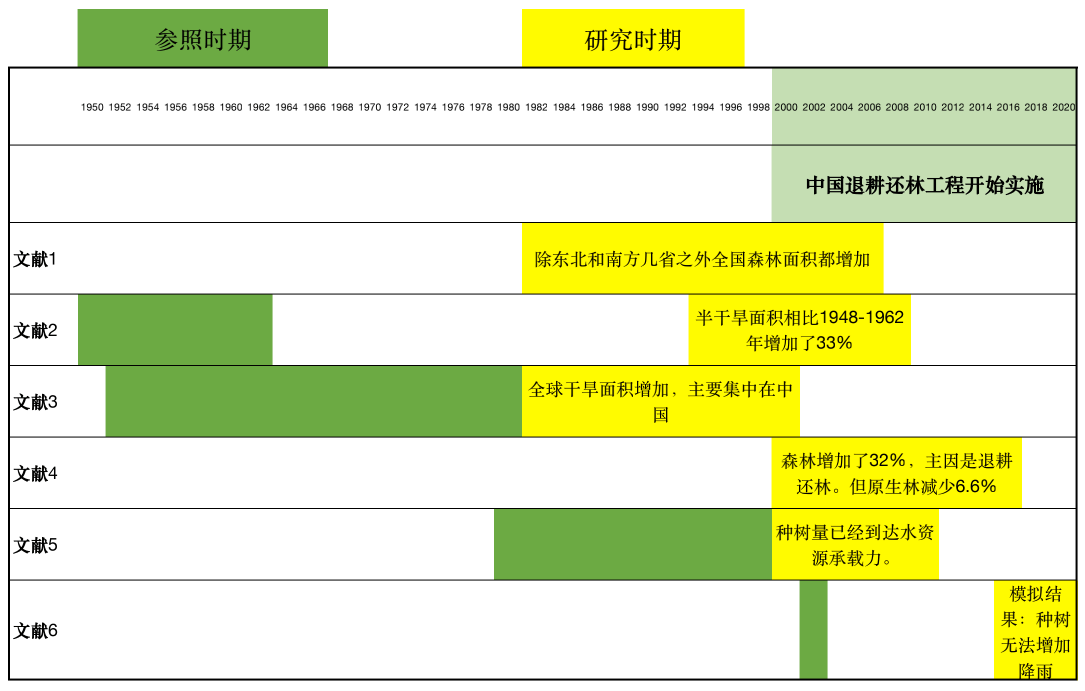 参照时期 研究时期
1950 1952 1954 1956 1958 1960 1962 1964 1966 1968 1970 1972 1974 1976 1978 1980 1982 1984 1986 1988 1990 1992 1994 1996 1998 2000 2002 2004 2006 2008 2010 2012 2014 2016 2018 2020
中国退耕还林工程开始实施
文献1 除东北和南方几省之外全国森林面积都增加
文献2
半干旱面积相比1948-1962
年增加了33%
文献3
全球干旱面积增加，主要集中在中
国
文献4
森林增加了32%，主因是退耕
还林。但原生林减少6.6%
文献5
种树量已经到达水资
源承载力。
文献6
模拟结
果：种树
无法增加
降雨